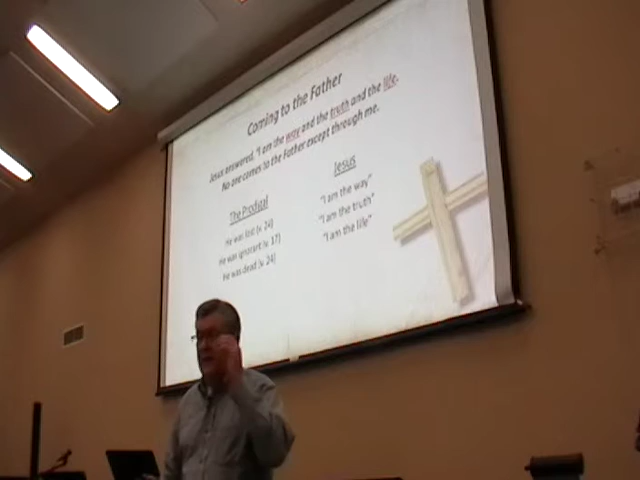 Coming to the Father
Jesus answered, "I am the way and the truth and the life.
No one comes to the Father except through me.
The Prodigal
He was lost (v. 24)
He was ignorant (v. 17)
He was dead (v. 24)
Jesus
"I am the way"
"I am the truth"
"I am the life"